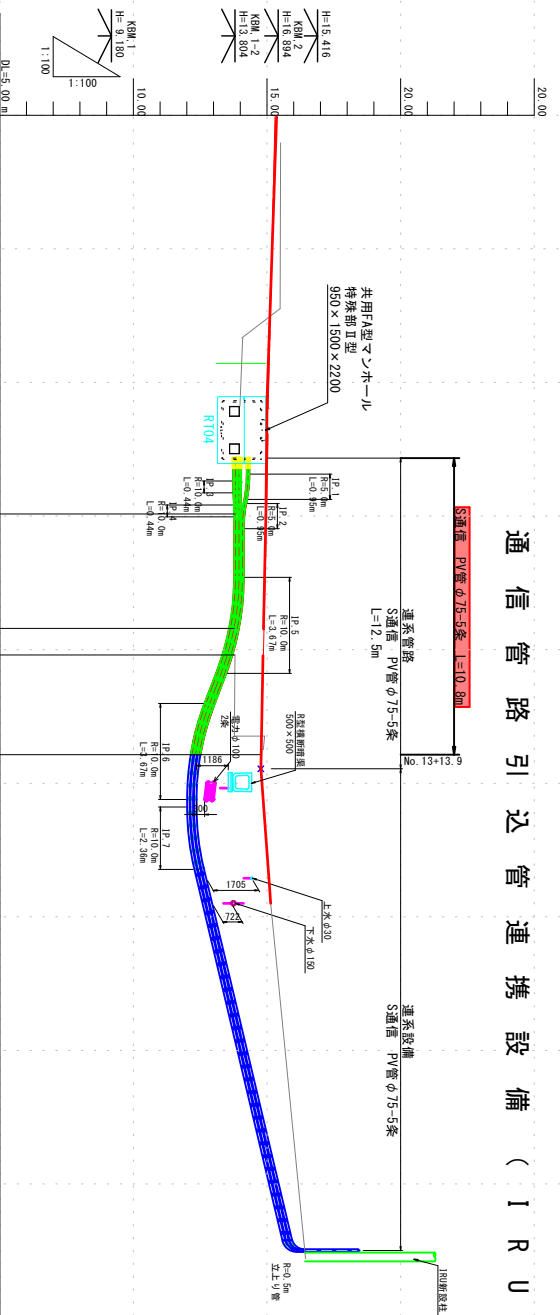 通信管路引込管連携設備（IRU
20.00
20.00
15.00
10.00
DL=5.00 m
H=15.416
KBM.2
H=16.894
KBM.1-2
H=13.804
KBM.1
H= 9.180
1:100
1:100
共用FA型マンホール
特殊部Ⅱ型
950×1500×2200
RT04
S通信 PV管φ75-5条 L=10.8m
連系管路
S通信 PV管φ75-5条
L=12.5m
No.13+13.9
連系設備
S通信 PV管φ75-5条
IP.1
R=5.0m
L=0.95m
IP.2
R=5.0m
L=0.95m
IP.3
R=10.0m
L=0.44m
IP.4
R=10.0m
L=0.44m
IP.5
R=10.0m
L=3.67m
IP.6
R=10.0m
L=3.67m
IP.7
R=10.0m
L=2.36m
R型横断暗渠
500×500
電力φ100
2条
1186
300
1705
722
上水φ30
下水φ150
R=0.5m
立上り管
IRU新設柱